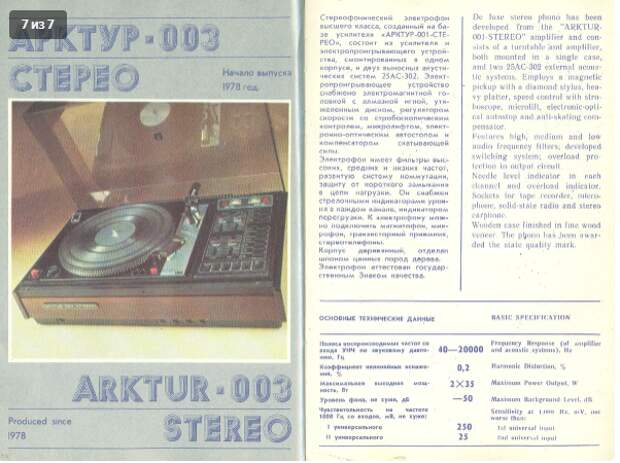 7 из 7
АРКТУР-003
СТЕРЕО
Начало выпуска
1978 год.
ARKTUR-003
STEREO
Produced since
1978
Стереофонический электрофон
высшего класса, созданный на ба-
зе усилителя «АРКТУР-001-СТЕ-
РЕО», состоит из усилителя и
электропроигрывающего устрой-
ства, смонтированных в одном
корпусе, и двух выносных акусти-
ческих систем 25АС-302. Элект-
ропроигрывающее устройство
снабжено электромагнитной го-
ловкой с алмазной иглой, утя-
желенным диском, регулятором
скорости со стробоскопическим
контролем, микролифтом, элект-
ронно-оптическим автостопом и
компенсатором скатывающей
силы.
Электрофон имеет фильтры выс-
ских, средних и низких частот,
развитую систему коммутации,
защиту от короткого замыкания
в цепи нагрузки. Он снабжен
стрелочными индикаторами уров-
ня в каждом канале, индикатором
перегрузки. К электрофону мож-
но подключить магнитофон, мик-
рофон, транзисторный приемник,
стереотелефоны.
Корпус деревянный, отделан
шпоном ценных пород дерева.
Электрофон аттестован государ-
ственным Знаком качества.
De luxe stereo phono has been
developed from the "ARKTUR-
001-STEREO" amplifier and con-
sists of a turntable and amplifier,
both mounted in a single case,
and two 25AC-302 external acous-
tic systems. Employs a magnetic
pickup with a diamond stylus, hea-
vy platter, speed control with stro-
boscope, microlift, electronic-opti-
cal autostop and anti-skating com-
pensator.
Features high, medium and low
audio frequency filters; developed
switching system; overload pro-
tection in output circuit.
Needle level indicator in each
channel and overload indicator.
Sockets for tape recorder, micro-
phone, solid-state radio and stereo
earphone.
Wooden case finished in fine wood
veneer. The phono has been awar-
ded the state quality mark.
ОСНОВНЫЕ ТЕХНИЧЕСКИЕ ДАННЫЕ BASIC SPECIFICATION
Полоса воспроизводимых частот со
входа УНЧ по звуковому давле-
нию, Гц 40—20000 Frequency Response (of amplifier
and acoustic systems), Hz
Коэффициент нелинейных искаже-
ний, % 0,2 Harmonic Distortion, %
Максимальная выходная мощ-
ность, Вт 2×35 Maximum Power Output, W
Уровень фона, не хуже, дБ —50 Maximum Background Level, dB
Чувствительность на частоте
1000 Гц со входов, мВ, не хуже: Sensitivity at 1,000 Hz, mV, not
worse than:
I универсального 250 1st universal input
II универсального 25 2nd universal input